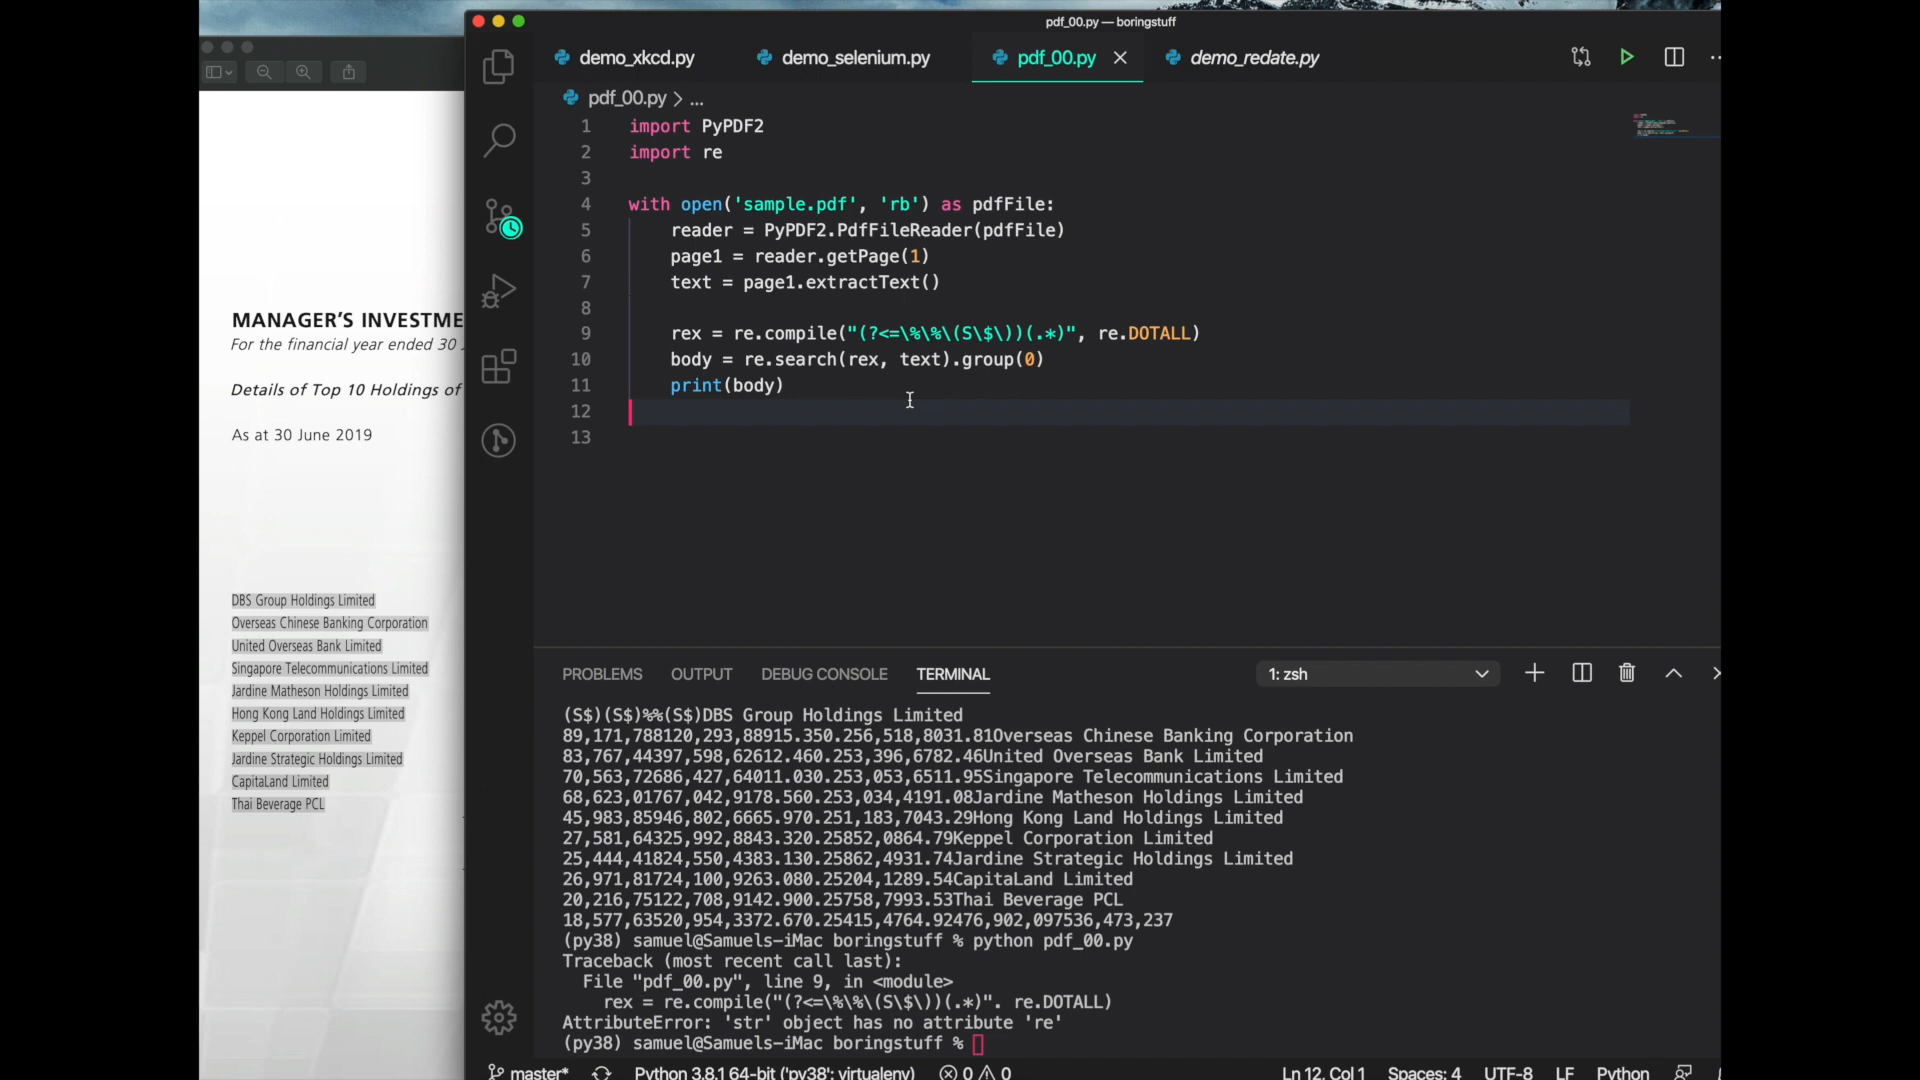 pdf_00.py — boringstuff
demo_xkcd.py
demo_selenium.py
pdf_00.py
demo_redate.py
pdf_00.py > ...
1 import PyPDF2
2 import re
3
4 with open('sample.pdf', 'rb') as pdfFile:
5 reader = PyPDF2.PdfFileReader(pdfFile)
6 page1 = reader.getPage(1)
7 text = page1.extractText()
8
9 rex = re.compile("(?<=\%\%\(S\$\))(.*)", re.DOTALL)
10 body = re.search(rex, text).group(0)
11 print(body)
12
13
MANAGER'S INVESTME
For the financial year ended 30
Details of Top 10 Holdings of
As at 30 June 2019
DBS Group Holdings Limited
Overseas Chinese Banking Corporation
United Overseas Bank Limited
Singapore Telecommunications Limited
Jardine Matheson Holdings Limited
Hong Kong Land Holdings Limited
Keppel Corporation Limited
Jardine Strategic Holdings Limited
CapitaLand Limited
Thai Beverage PCL
PROBLEMS OUTPUT DEBUG CONSOLE TERMINAL 1: zsh
(S$)(S$)%%(S$)DBS Group Holdings Limited
89,171,788120,293,88915.350.256,518,8031.81Overseas Chinese Banking Corporation
83,767,44397,598,62612.460.253,396,6782.46United Overseas Bank Limited
70,563,72686,427,64011.030.253,053,6511.95Singapore Telecommunications Limited
68,623,01767,042,9178.560.253,034,4191.08Jardine Matheson Holdings Limited
45,983,85946,802,6665.970.251,183,7043.29Hong Kong Land Holdings Limited
27,581,64325,992,8843.320.25852,0864.79Keppel Corporation Limited
25,444,41824,550,4383.130.25862,4931.74Jardine Strategic Holdings Limited
26,971,81724,100,9263.080.25204,1289.54CapitaLand Limited
20,216,75122,708,9142.900.25758,7993.53Thai Beverage PCL
18,577,63520,954,3372.670.25415,4764.92476,902,097536,473,237
(py38) samuel@Samuels-iMac boringstuff % python pdf_00.py
Traceback (most recent call last):
File "pdf_00.py", line 9, in <module>
rex = re.compile("(?<=\%\%\(S\$\))(.*)". re.DOTALL)
AttributeError: 'str' object has no attribute 're'
(py38) samuel@Samuels-iMac boringstuff %
master* Python 3.8.1 64-bit ('py38': virtualenv) 0 0 Ln 12, Col 1 Spaces: 4 UTF-8 LF Python